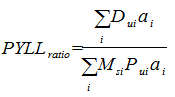 PYLL_ratio = ∑_i D_ui a_i / ∑_i M_si P_ui a_i